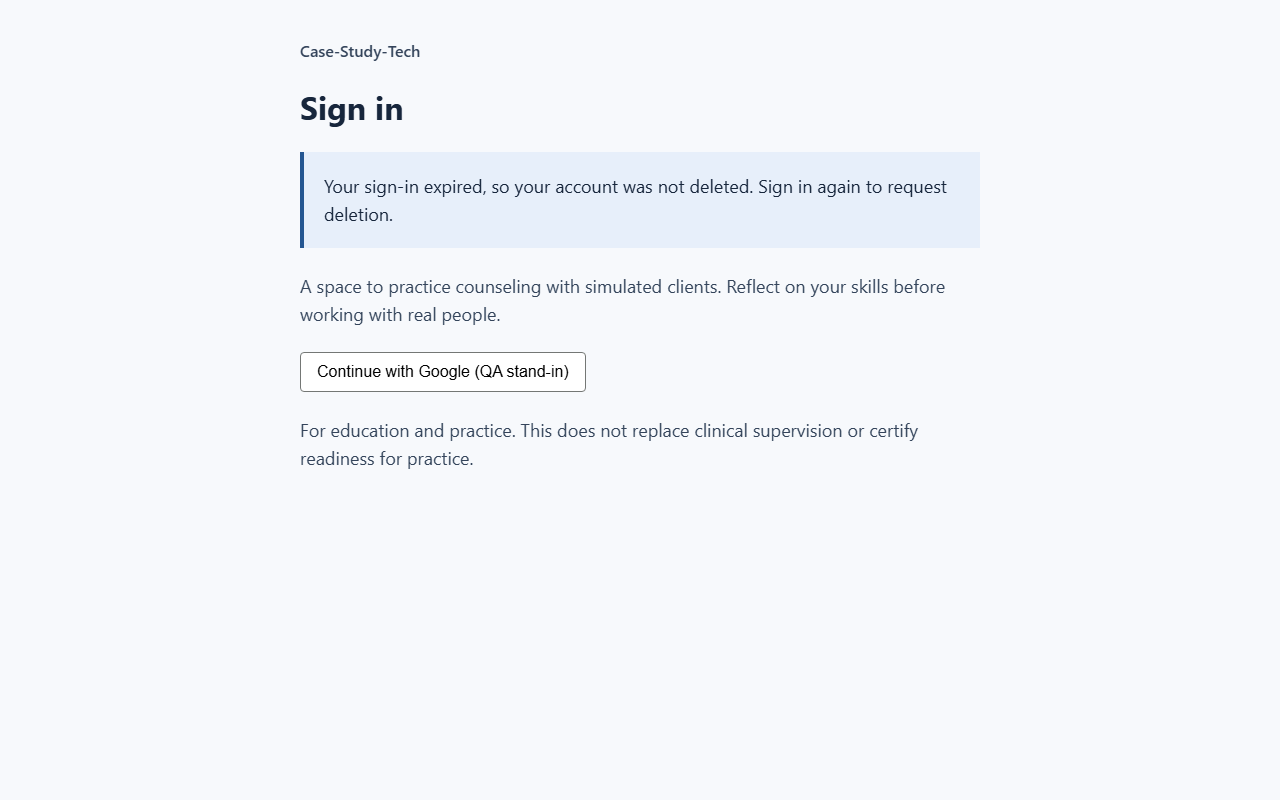 Case-Study-Tech
Sign in
Your sign-in expired, so your account was not deleted. Sign in again to request
deletion.
A space to practice counseling with simulated clients. Reflect on your skills before
working with real people.
Continue with Google (QA stand-in)
For education and practice. This does not replace clinical supervision or certify
readiness for practice.